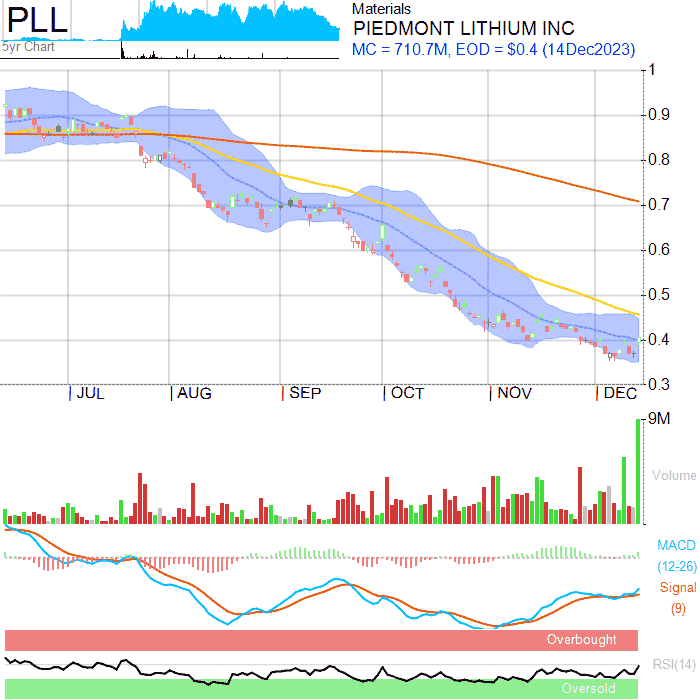 PLL
5yr Chart
Materials
PIEDMONT LITHIUM INC
MC = 710.7M, EOD = $0.4 (14Dec2023)
1
0.9
0.8
0.7
0.6
0.5
0.4
0.3
JUL AUG SEP OCT NOV DEC
9M
Volume
MACD
(12-26)
Signal
(9)
Overbought
RSI(14)
Oversold